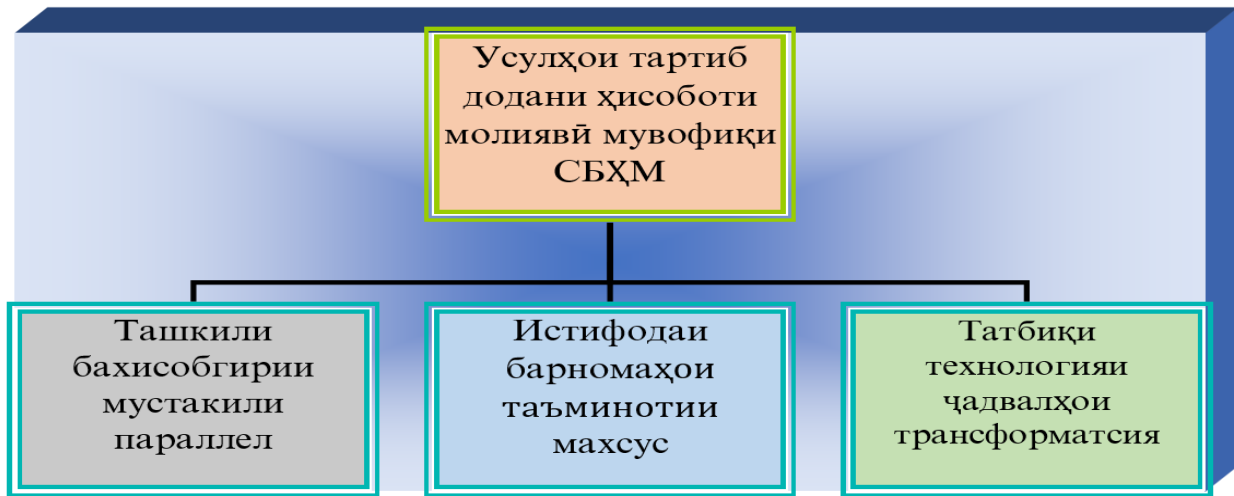 Усулҳои тартиб
додани ҳисоботи
молиявӣ мувофиқи
СБҲМ
Ташкили
бахисобгирии
мустакили
параллел
Истифодаи
барномаҳои
таъминотии
махсус
Татбиқи
технологияи
ҷадвалҳои
трансформатсия